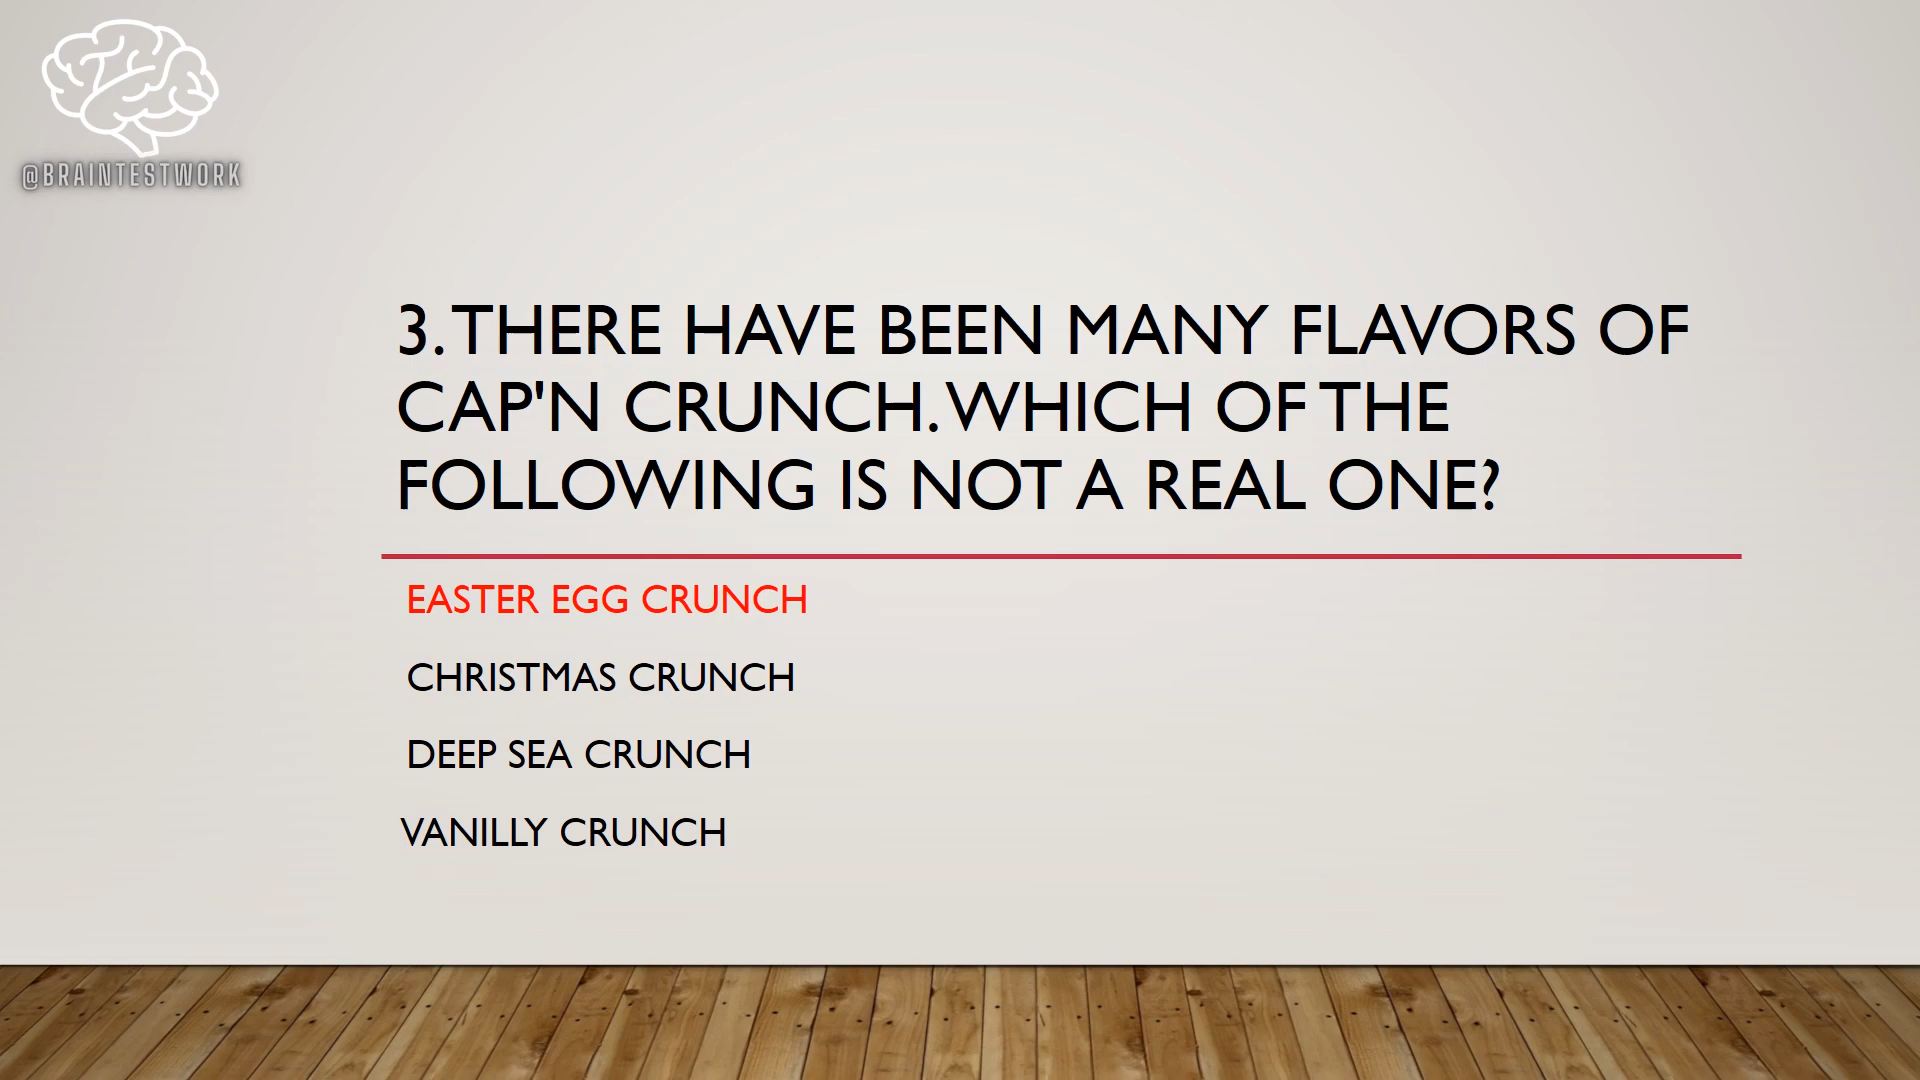 @BRAINTESTWORK
3. THERE HAVE BEEN MANY FLAVORS OF
CAP'N CRUNCH. WHICH OF THE
FOLLOWING IS NOT A REAL ONE?
EASTER EGG CRUNCH
CHRISTMAS CRUNCH
DEEP SEA CRUNCH
VANILLY CRUNCH